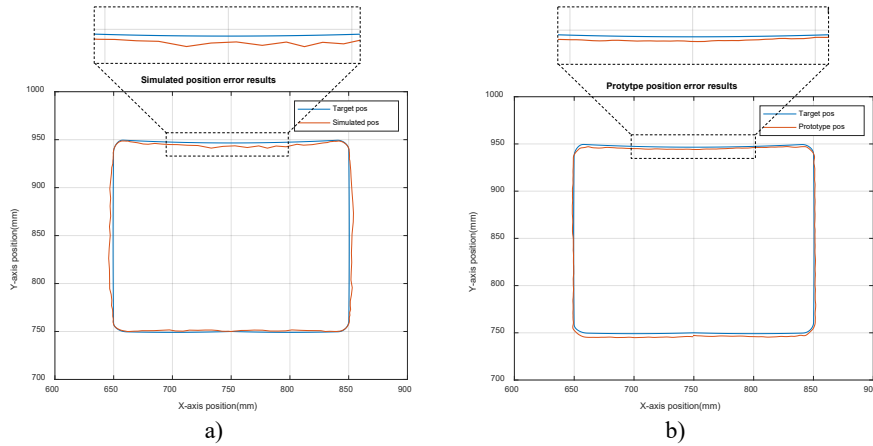 Simulated position error results
1000
950
900
850
800
750
700
600
650
700
750
800
850
900
Y-axis position(mm)
X-axis position(mm)
Target pos
Simulated pos
a)
Protytpe position error results
1000
950
900
850
800
750
700
600
650
700
750
800
850
900
Y-axis position(mm)
X-axis position(mm)
Target pos
Prototype pos
b)